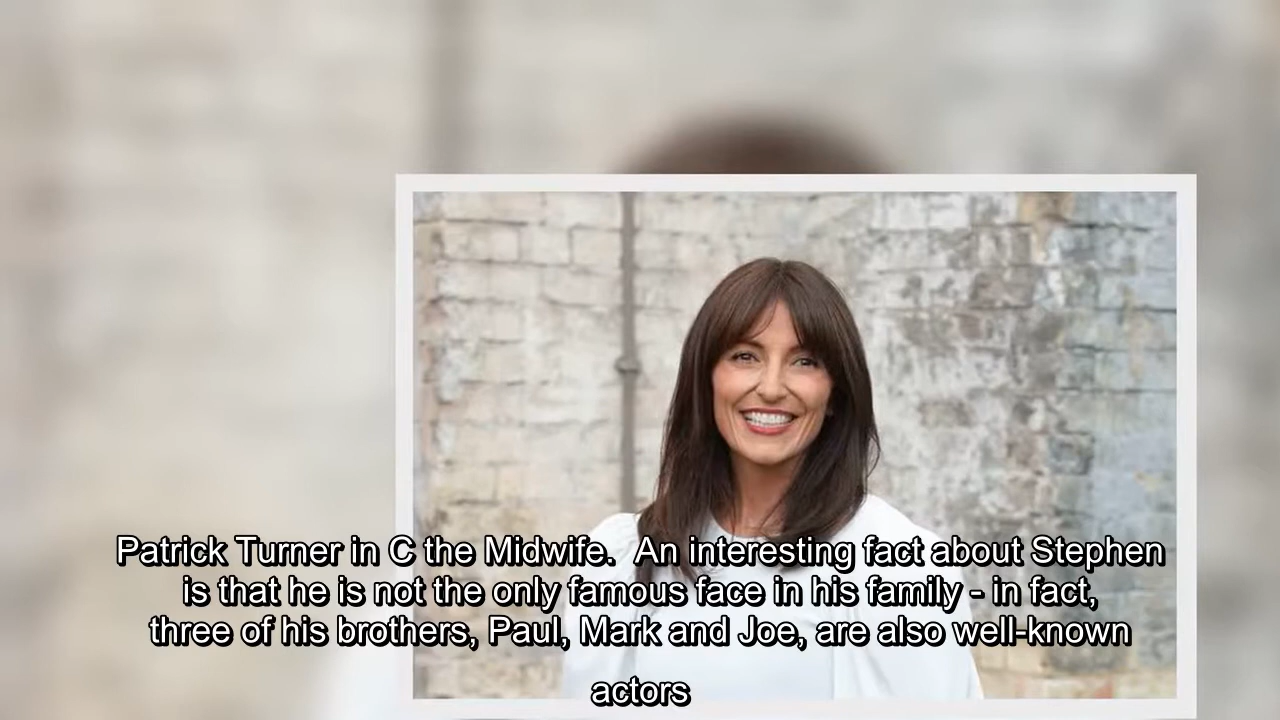 Patrick Turner in C the Midwife.  An interesting fact about Stephen
is that he is not the only famous face in his family - in fact,
three of his brothers, Paul, Mark and Joe, are also well-known
actors